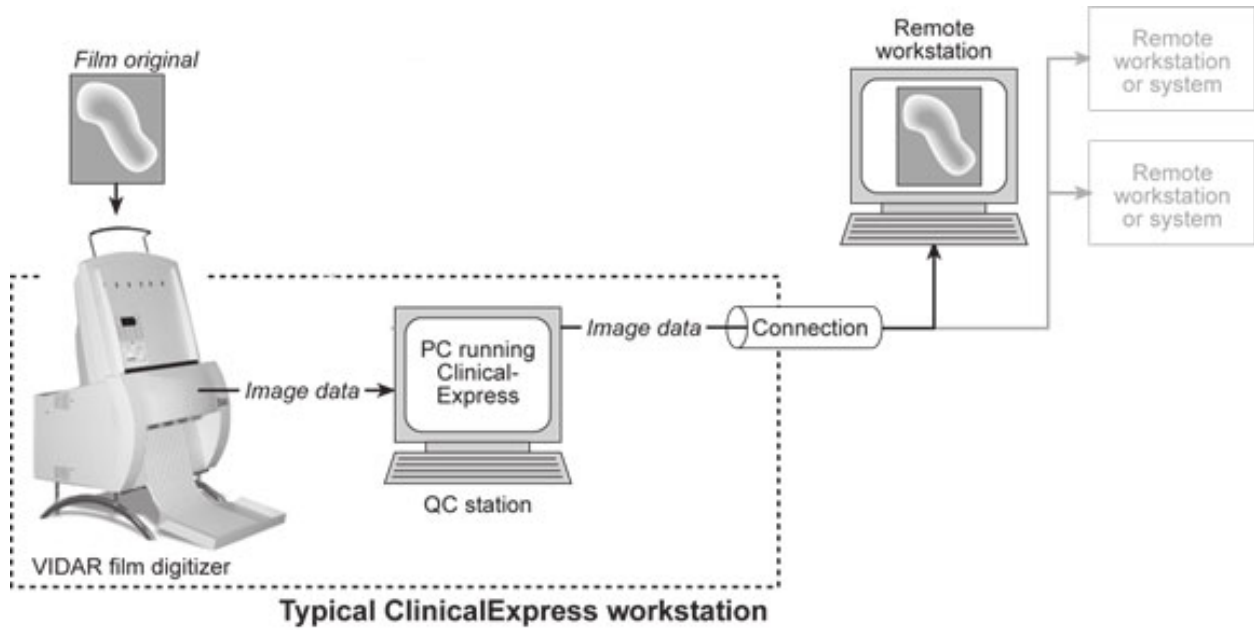 Film original
Remote
workstation
Remote
workstation
or system
Remote
workstation
or system
Image data
Connection
PC running
Clinical-
Express
Image data
QC station
VIDAR film digitizer
Typical ClinicalExpress workstation